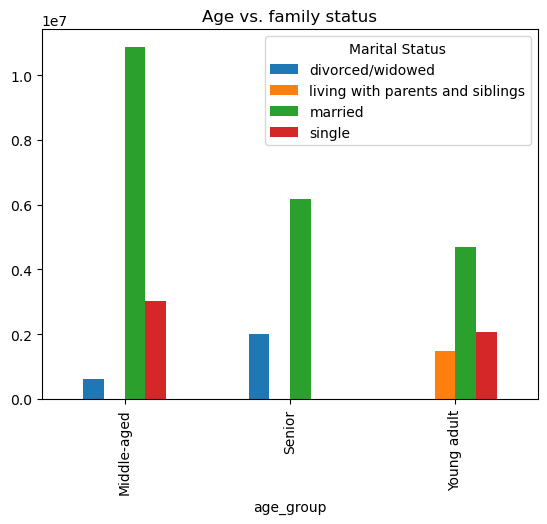 Age vs. family status
1e7
Marital Status
divorced/widowed
living with parents and siblings
married
single
1.0
0.8
0.6
0.4
0.2
0.0
Middle-aged
Senior
Young adult
age_group